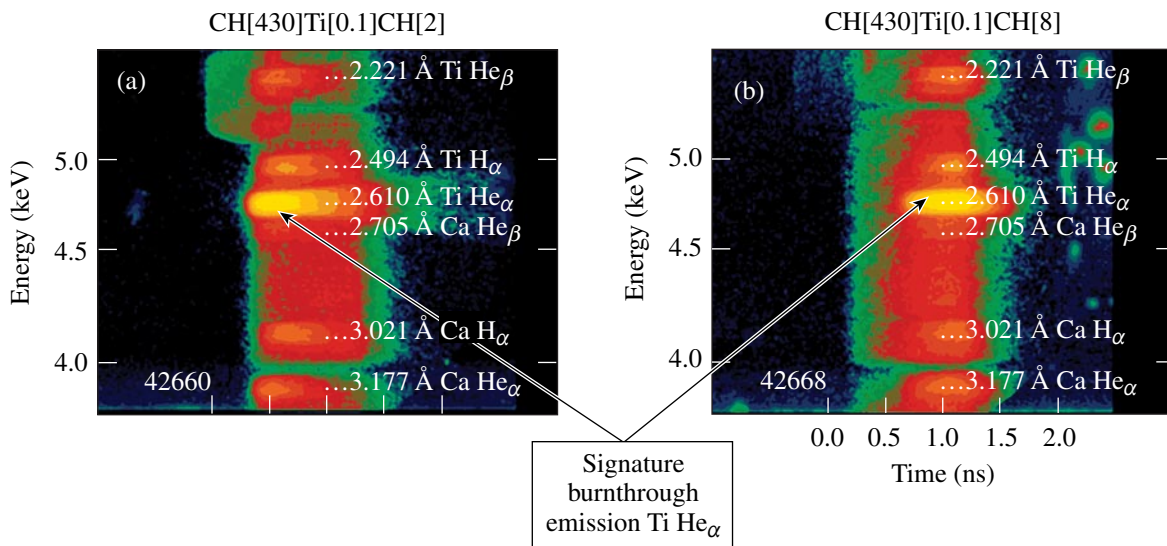 CH[430]Ti[0.1]CH[2]
(a)
…2.221 Å Ti Heβ
5.0
…2.494 Å Ti Hα
…2.610 Å Ti Heα
…2.705 Å Ca Heβ
4.5
Energy (keV)
…3.021 Å Ca Hα
4.0
42660
…3.177 Å Ca Heα
CH[430]Ti[0.1]CH[8]
(b)
…2.221 Å Ti Heβ
5.0
…2.494 Å Ti Hα
…2.610 Å Ti Heα
…2.705 Å Ca Heβ
4.5
Energy (keV)
…3.021 Å Ca Hα
4.0
42668
…3.177 Å Ca Heα
0.0 0.5 1.0 1.5 2.0
Time (ns)
Signature
burnthrough
emission Ti Heα